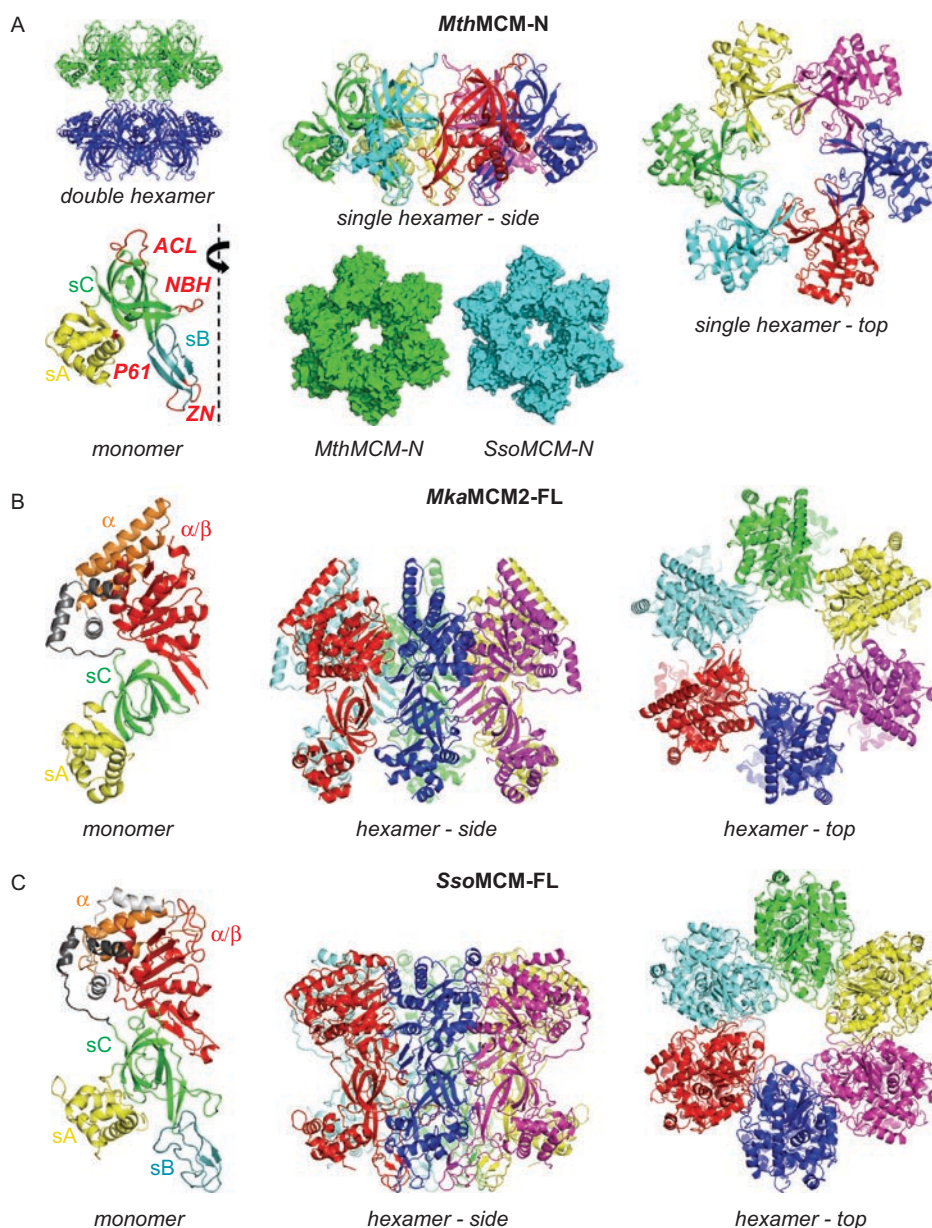 A
MthMCM-N
double hexamer
single hexamer - side
single hexamer - top
ACL
NBH
sC
sB
sA
P61
ZN
monomer
MthMCM-N
SsoMCM-N
B
MkaMCM2-FL
α
α/β
sC
sA
monomer
hexamer - side
hexamer - top
C
SsoMCM-FL
α
α/β
sC
sA
sB
monomer
hexamer - side
hexamer - top